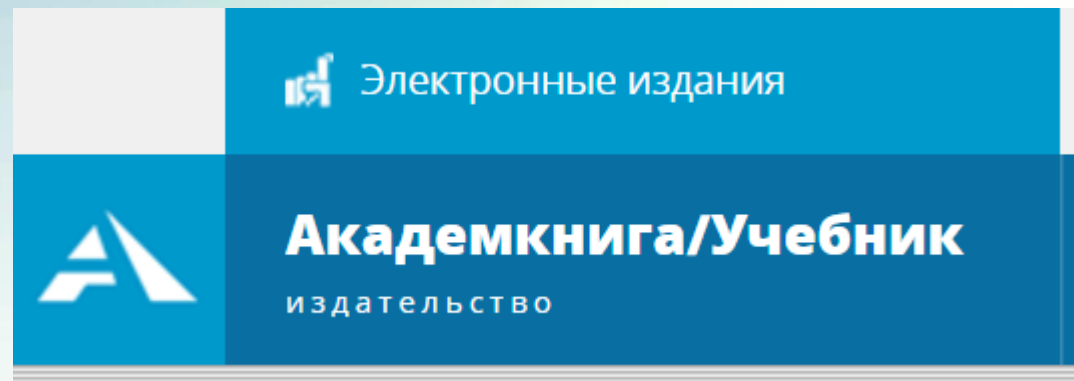 Электронные издания
Академкнига/Учебник
издательство